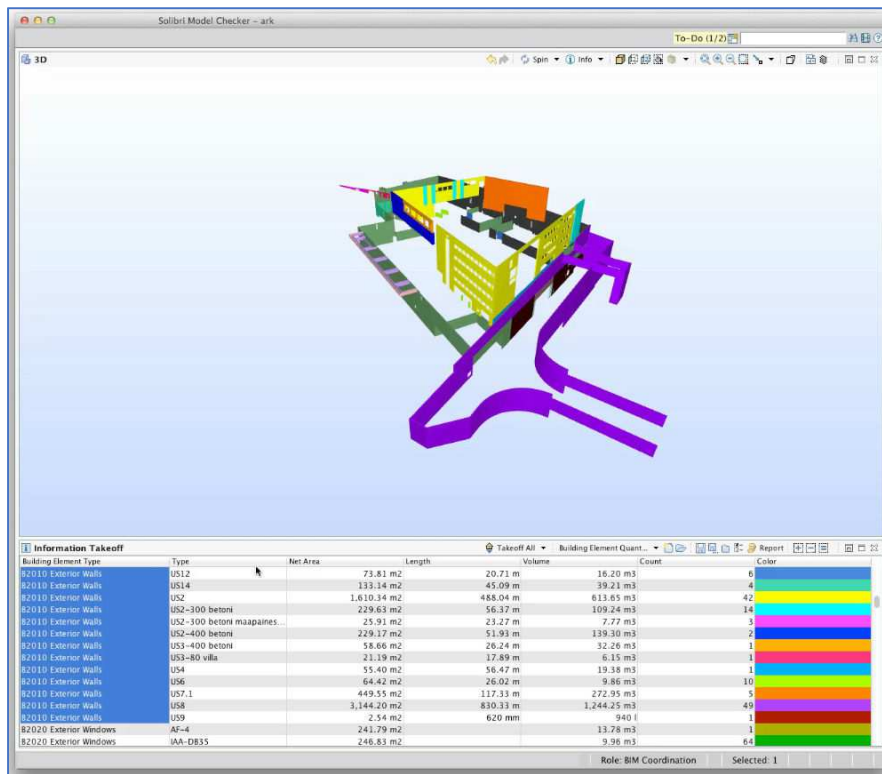 Solibri Model Checker - ark
To-Do (1/2)
3D Spin Info
Information Takeoff Takeoff All Building Element Quant... Report
Building Element Type Type Net Area Length Volume Count Color
B2010 Exterior Walls US12 73.81 m2 20.71 m 16.20 m3 6
B2010 Exterior Walls US14 133.14 m2 45.09 m 39.21 m3 4
B2010 Exterior Walls US2 1,610.34 m2 488.04 m 613.65 m3 42
B2010 Exterior Walls US2-300 betoni 229.63 m2 56.37 m 109.24 m3 14
B2010 Exterior Walls US2-300 betoni maapaines... 25.91 m2 23.27 m 7.77 m3 3
B2010 Exterior Walls US2-400 betoni 229.17 m2 51.93 m 139.30 m3 2
B2010 Exterior Walls US3-400 betoni 58.66 m2 26.24 m 32.26 m3 1
B2010 Exterior Walls US3-80 villa 21.19 m2 17.89 m 6.15 m3 1
B2010 Exterior Walls US4 55.40 m2 56.47 m 19.38 m3 1
B2010 Exterior Walls US6 64.42 m2 26.02 m 9.86 m3 10
B2010 Exterior Walls US7.1 449.55 m2 117.33 m 272.95 m3 5
B2010 Exterior Walls US8 3,144.20 m2 830.33 m 1,244.25 m3 49
B2010 Exterior Walls US9 2.54 m2 620 mm 940 l 1
B2020 Exterior Windows AF-4 241.79 m2 13.78 m3 1
B2020 Exterior Windows IAA-DB35 246.83 m2 9.96 m3 64
Role: BIM Coordination Selected: 1